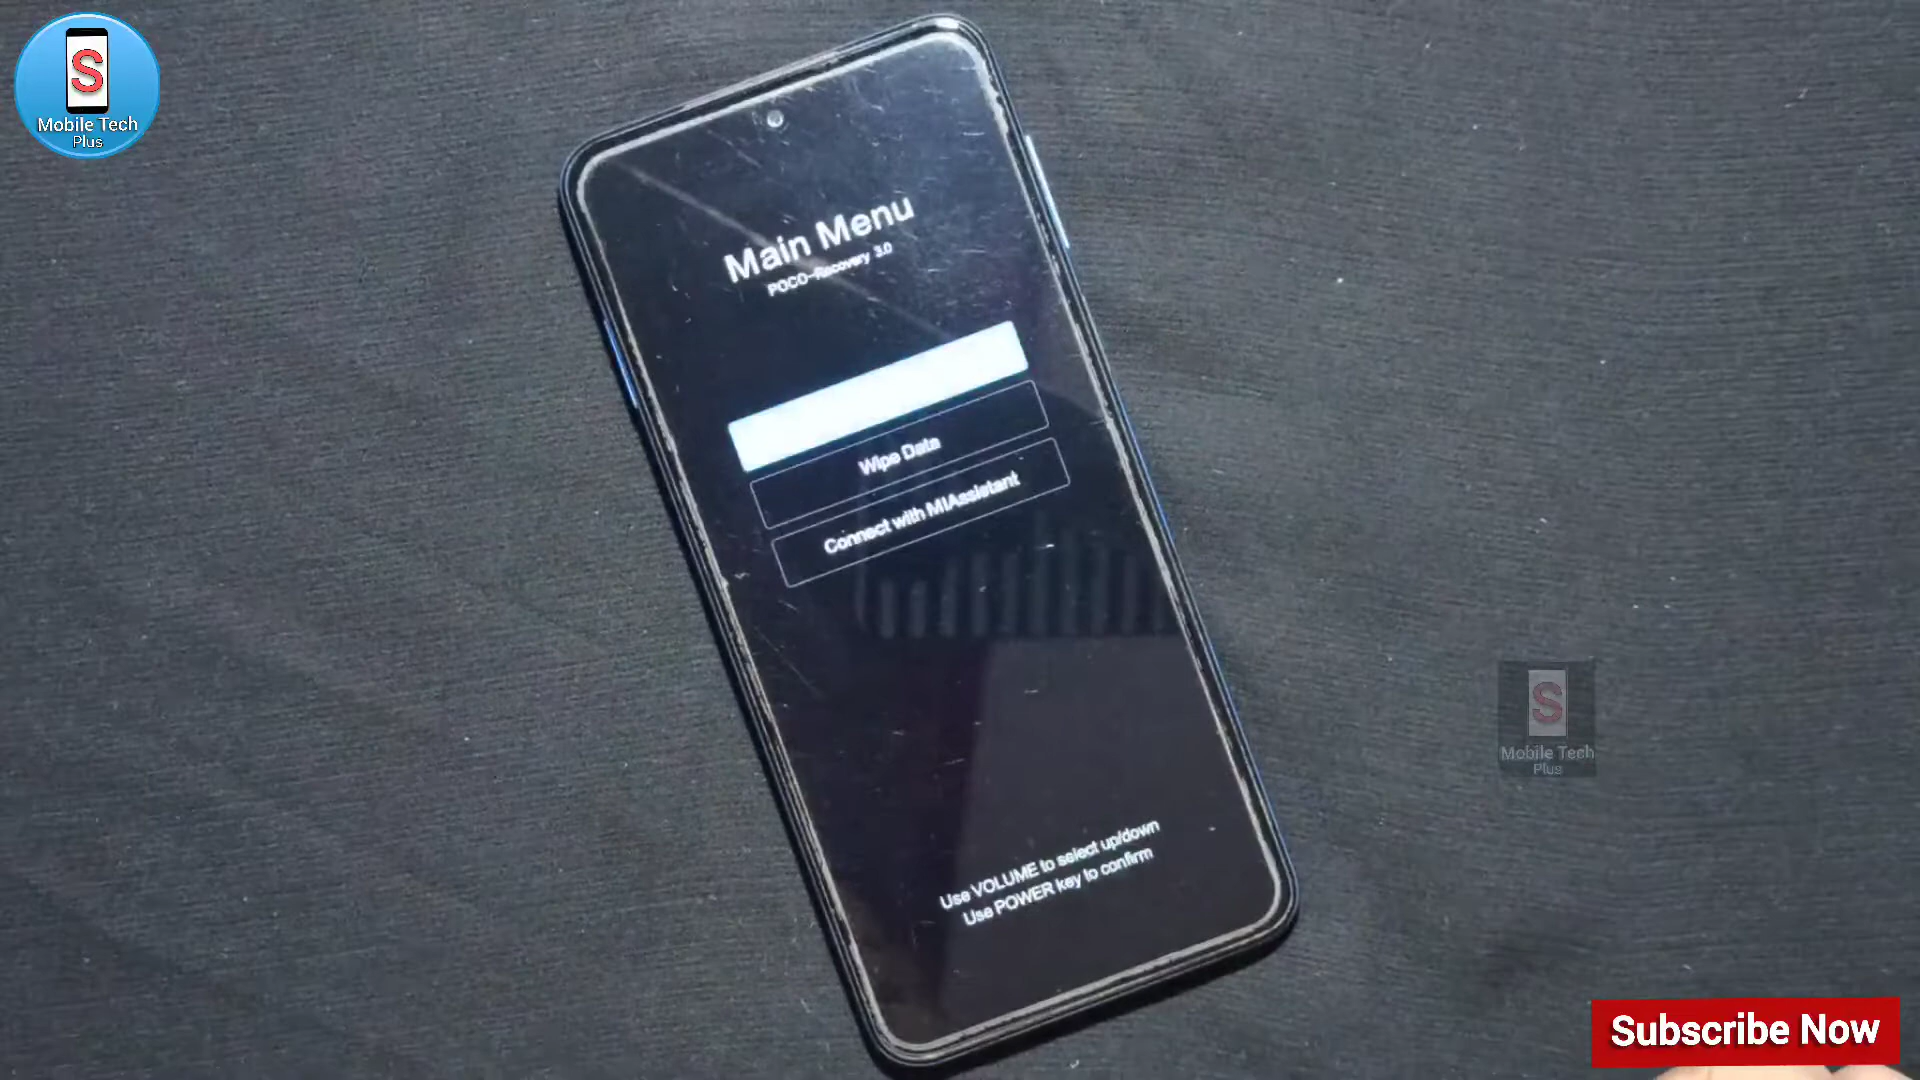 S
Mobile Tech
Plus
Main Menu
POCO-Recovery 3.0
Wipe Data
Connect with MIAssistant
Use VOLUME to select up/down
Use POWER key to confirm
S
Mobile Tech
Plus
Subscribe Now